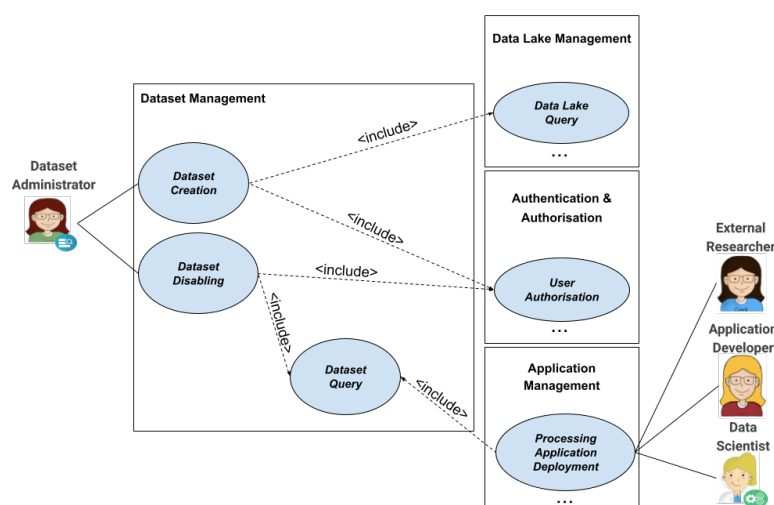 Data Lake Management
Data Lake
Query
...
Dataset Management
<include>
Dataset
Creation
Dataset
Administrator
Authentication &
Authorisation
<include>
Dataset
Disabling
<include>
User
Authorisation
...
<include>
Dataset
Query
Application
Management
<include>
Processing
Application
Deployment
...
External
Researcher
Application
Developer
Data
Scientist